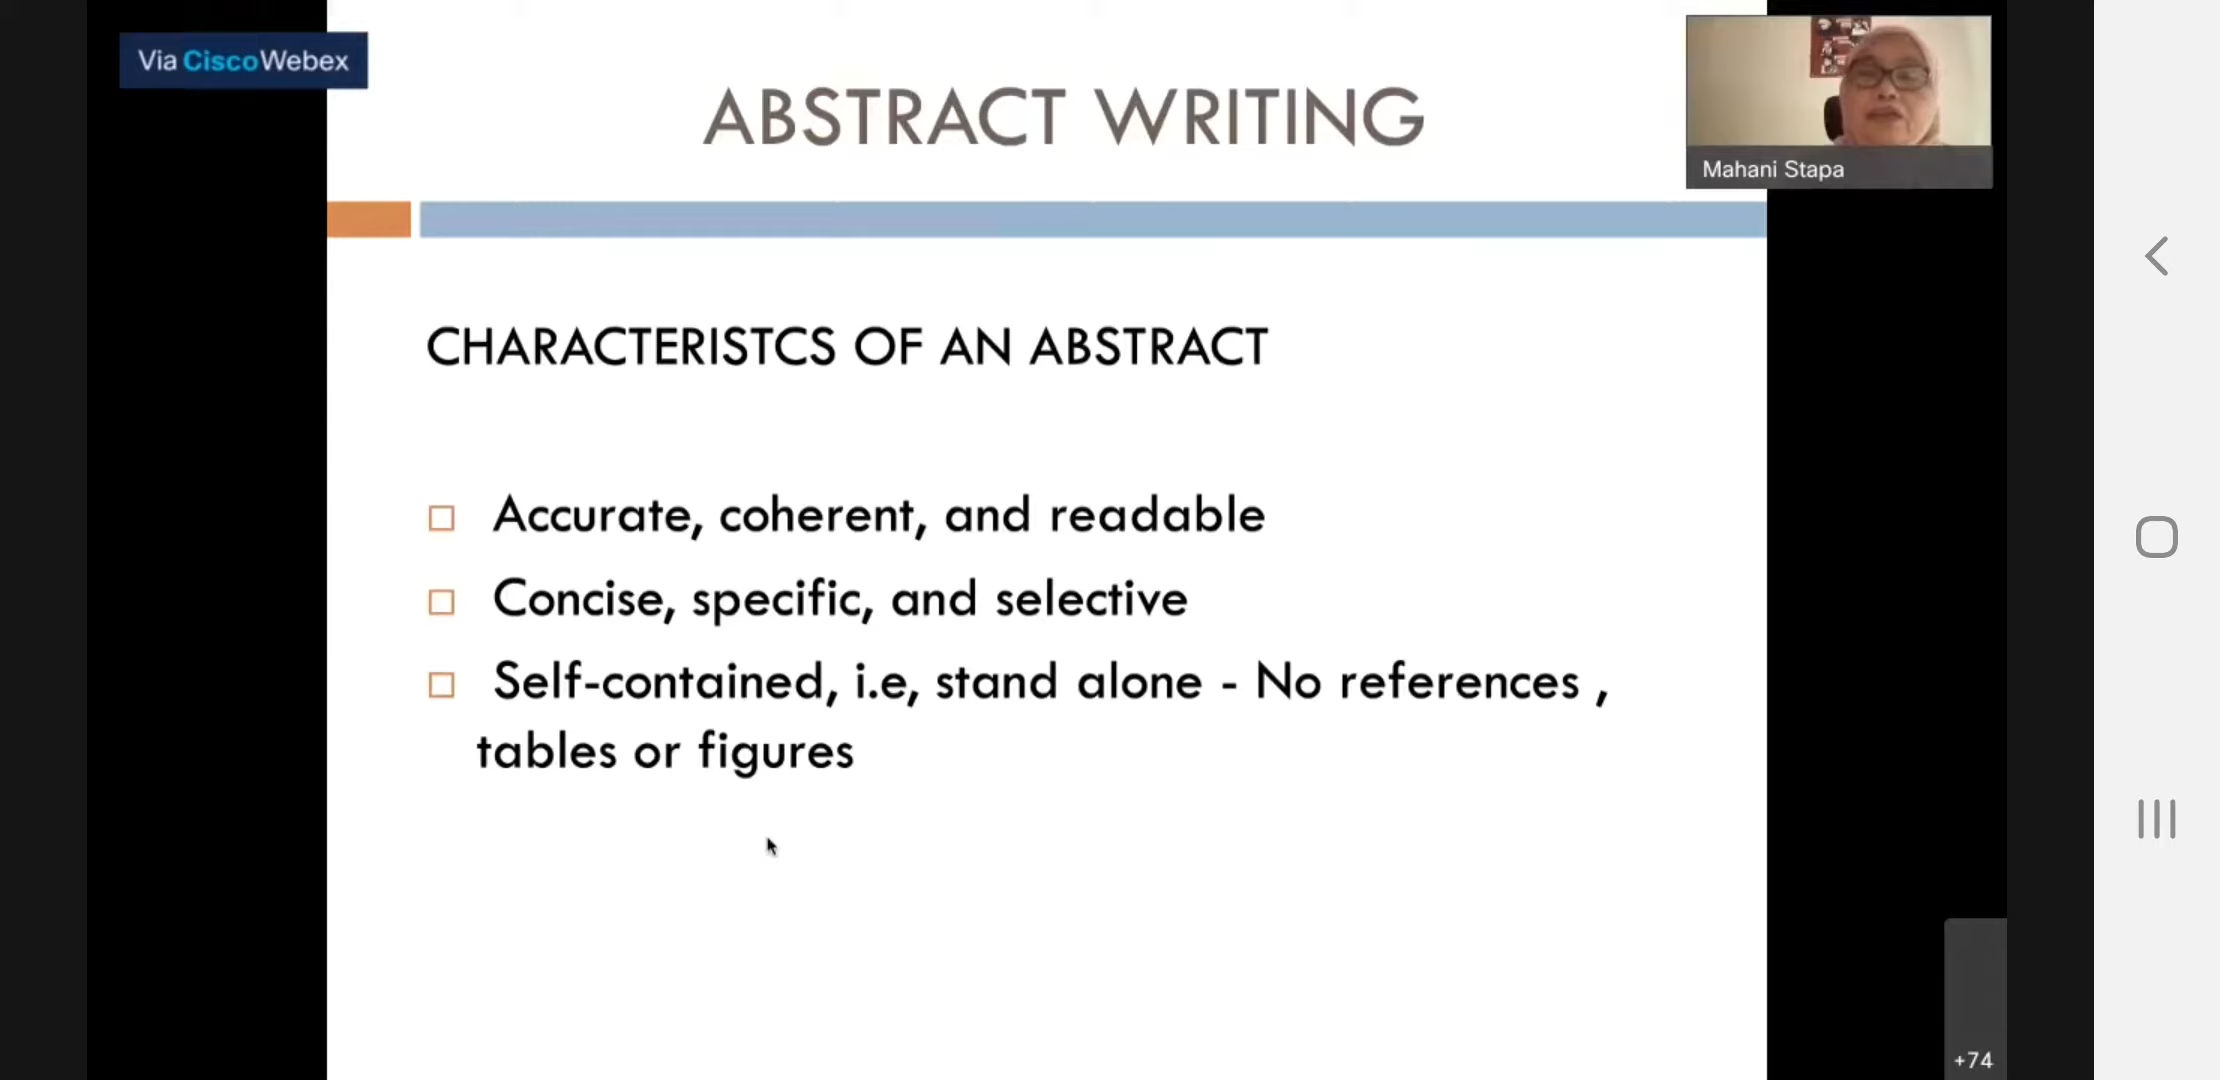 Via CiscoWebex
ABSTRACT WRITING
Mahani Stapa
CHARACTERISTCS OF AN ABSTRACT
Accurate, coherent, and readable
Concise, specific, and selective
Self-contained, i.e, stand alone - No references ,
tables or figures
+74